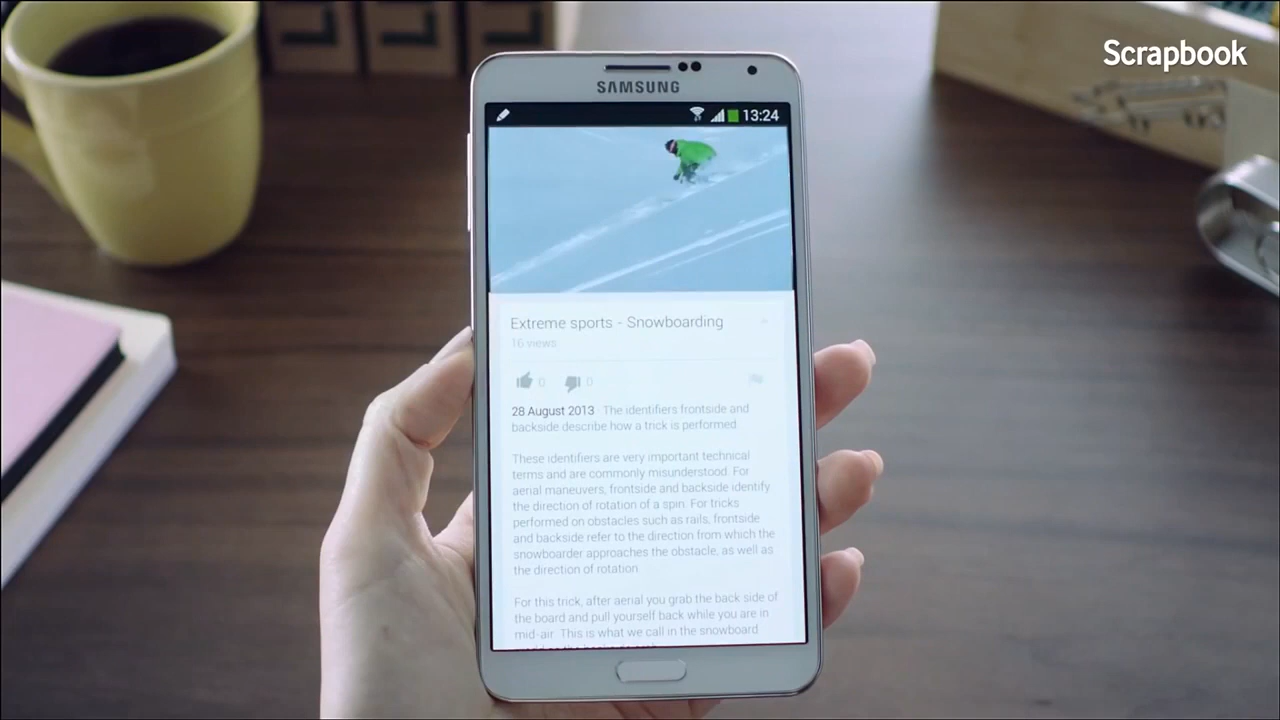 Scrapbook
SAMSUNG
13:24
Extreme sports - Snowboarding
16 views
0 0
28 August 2013 The identifiers frontside and
backside describe how a trick is performed.
These identifiers are very important technical
terms and are commonly misunderstood. For
aerial maneuvers, frontside and backside identify
the direction of rotation of a spin. For tricks
performed on obstacles such as rails, frontside
and backside refer to the direction from which the
snowboarder approaches the obstacle, as well as
the direction of rotation.
For this trick, after aerial you grab the back side of
the board and pull yourself back while you are in
mid-air. This is what we call in the snowboard